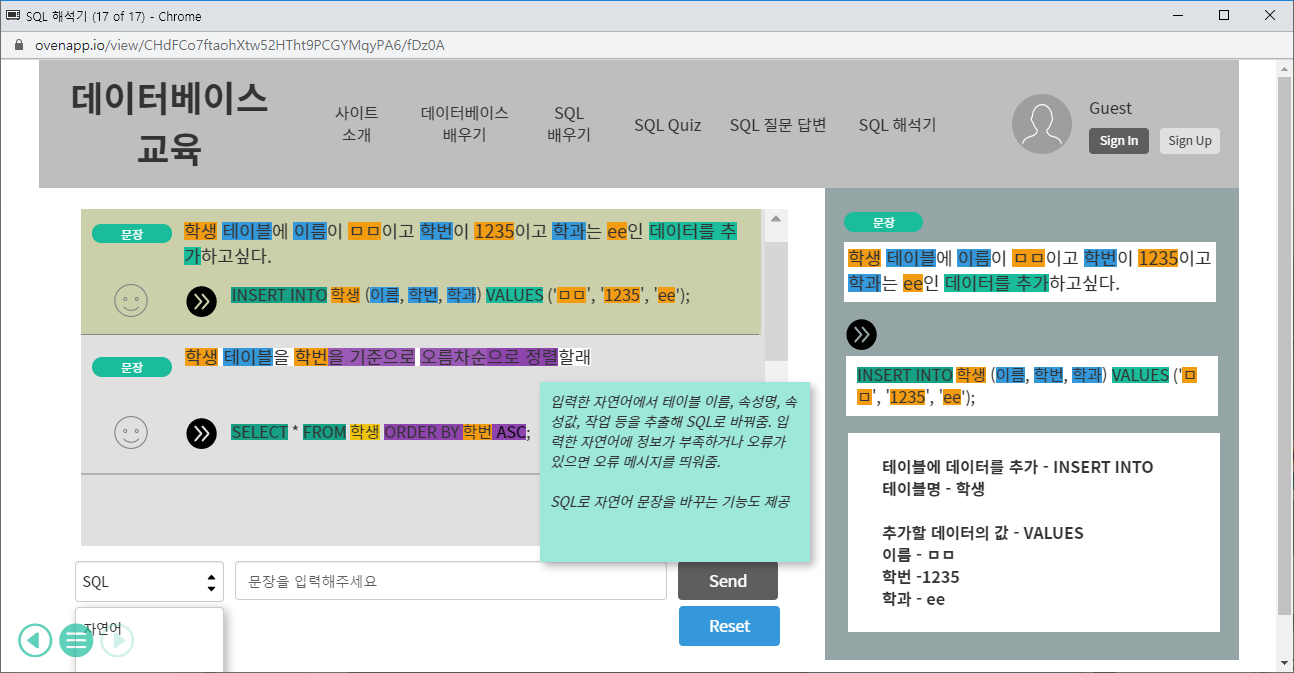 SQL 해석기 (17 of 17) - Chrome
ovenapp.io/view/CHdFCo7ftaohXtw52HTht9PCGYMqyPA6/fDz0A
데이터베이스
교육
사이트
소개
데이터베이스
배우기
SQL
배우기
SQL Quiz
SQL 질문 답변
SQL 해석기
Guest
Sign In
Sign Up
문장
학생 테이블에 이름이 ㅁㅁ이고 학번이 1235이고 학과는 ee인 데이터를 추
가하고싶다.
INSERT INTO 학생 (이름, 학번, 학과) VALUES ('ㅁㅁ', '1235', 'ee');
문장
학생 테이블을 학번을 기준으로 오름차순으로 정렬할래
SELECT * FROM 학생 ORDER BY 학번 ASC;
입력한 자연어에서 테이블 이름, 속성명, 속
성값, 작업 등을 추출해 SQL로 바꿔줌. 입
력한 자연어에 정보가 부족하거나 오류가
있으면 오류 메시지를 띄워줌.
SQL로 자연어 문장을 바꾸는 기능도 제공
SQL
문장을 입력해주세요
Send
자연어
Reset
문장
학생 테이블에 이름이 ㅁㅁ이고 학번이 1235이고
학과는 ee인 데이터를 추가하고싶다.
INSERT INTO 학생 (이름, 학번, 학과) VALUES ('ㅁ
ㅁ', '1235', 'ee');
테이블에 데이터를 추가 - INSERT INTO
테이블명 - 학생
추가할 데이터의 값 - VALUES
이름 - ㅁㅁ
학번 -1235
학과 - ee